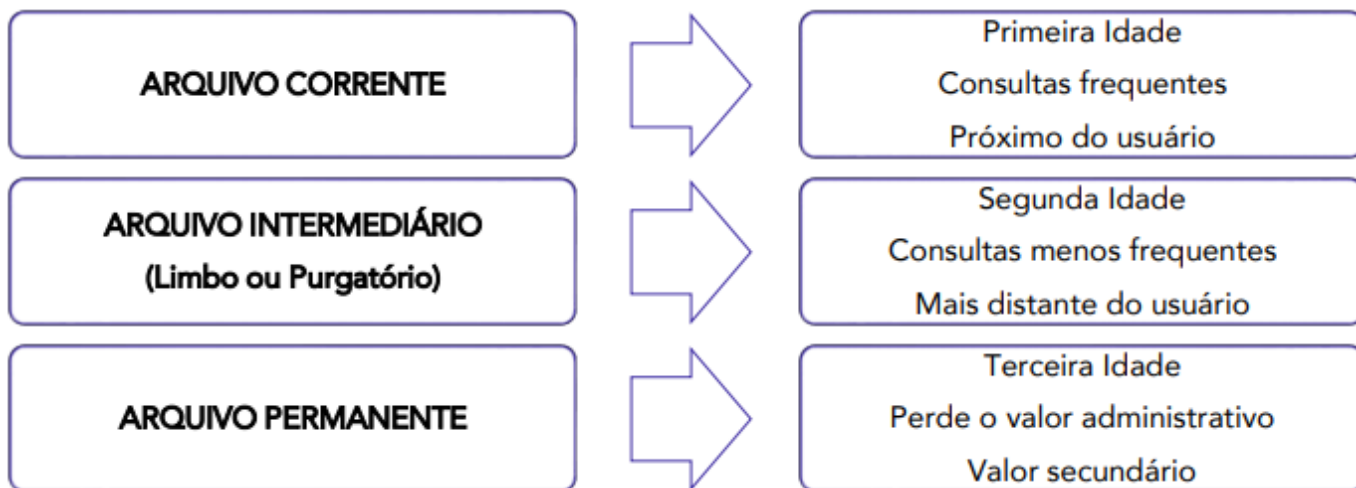 ARQUIVO CORRENTE
Primeira Idade
Consultas frequentes
Próximo do usuário
ARQUIVO INTERMEDIÁRIO
(Limbo ou Purgatório)
Segunda Idade
Consultas menos frequentes
Mais distante do usuário
ARQUIVO PERMANENTE
Terceira Idade
Perde o valor administrativo
Valor secundário